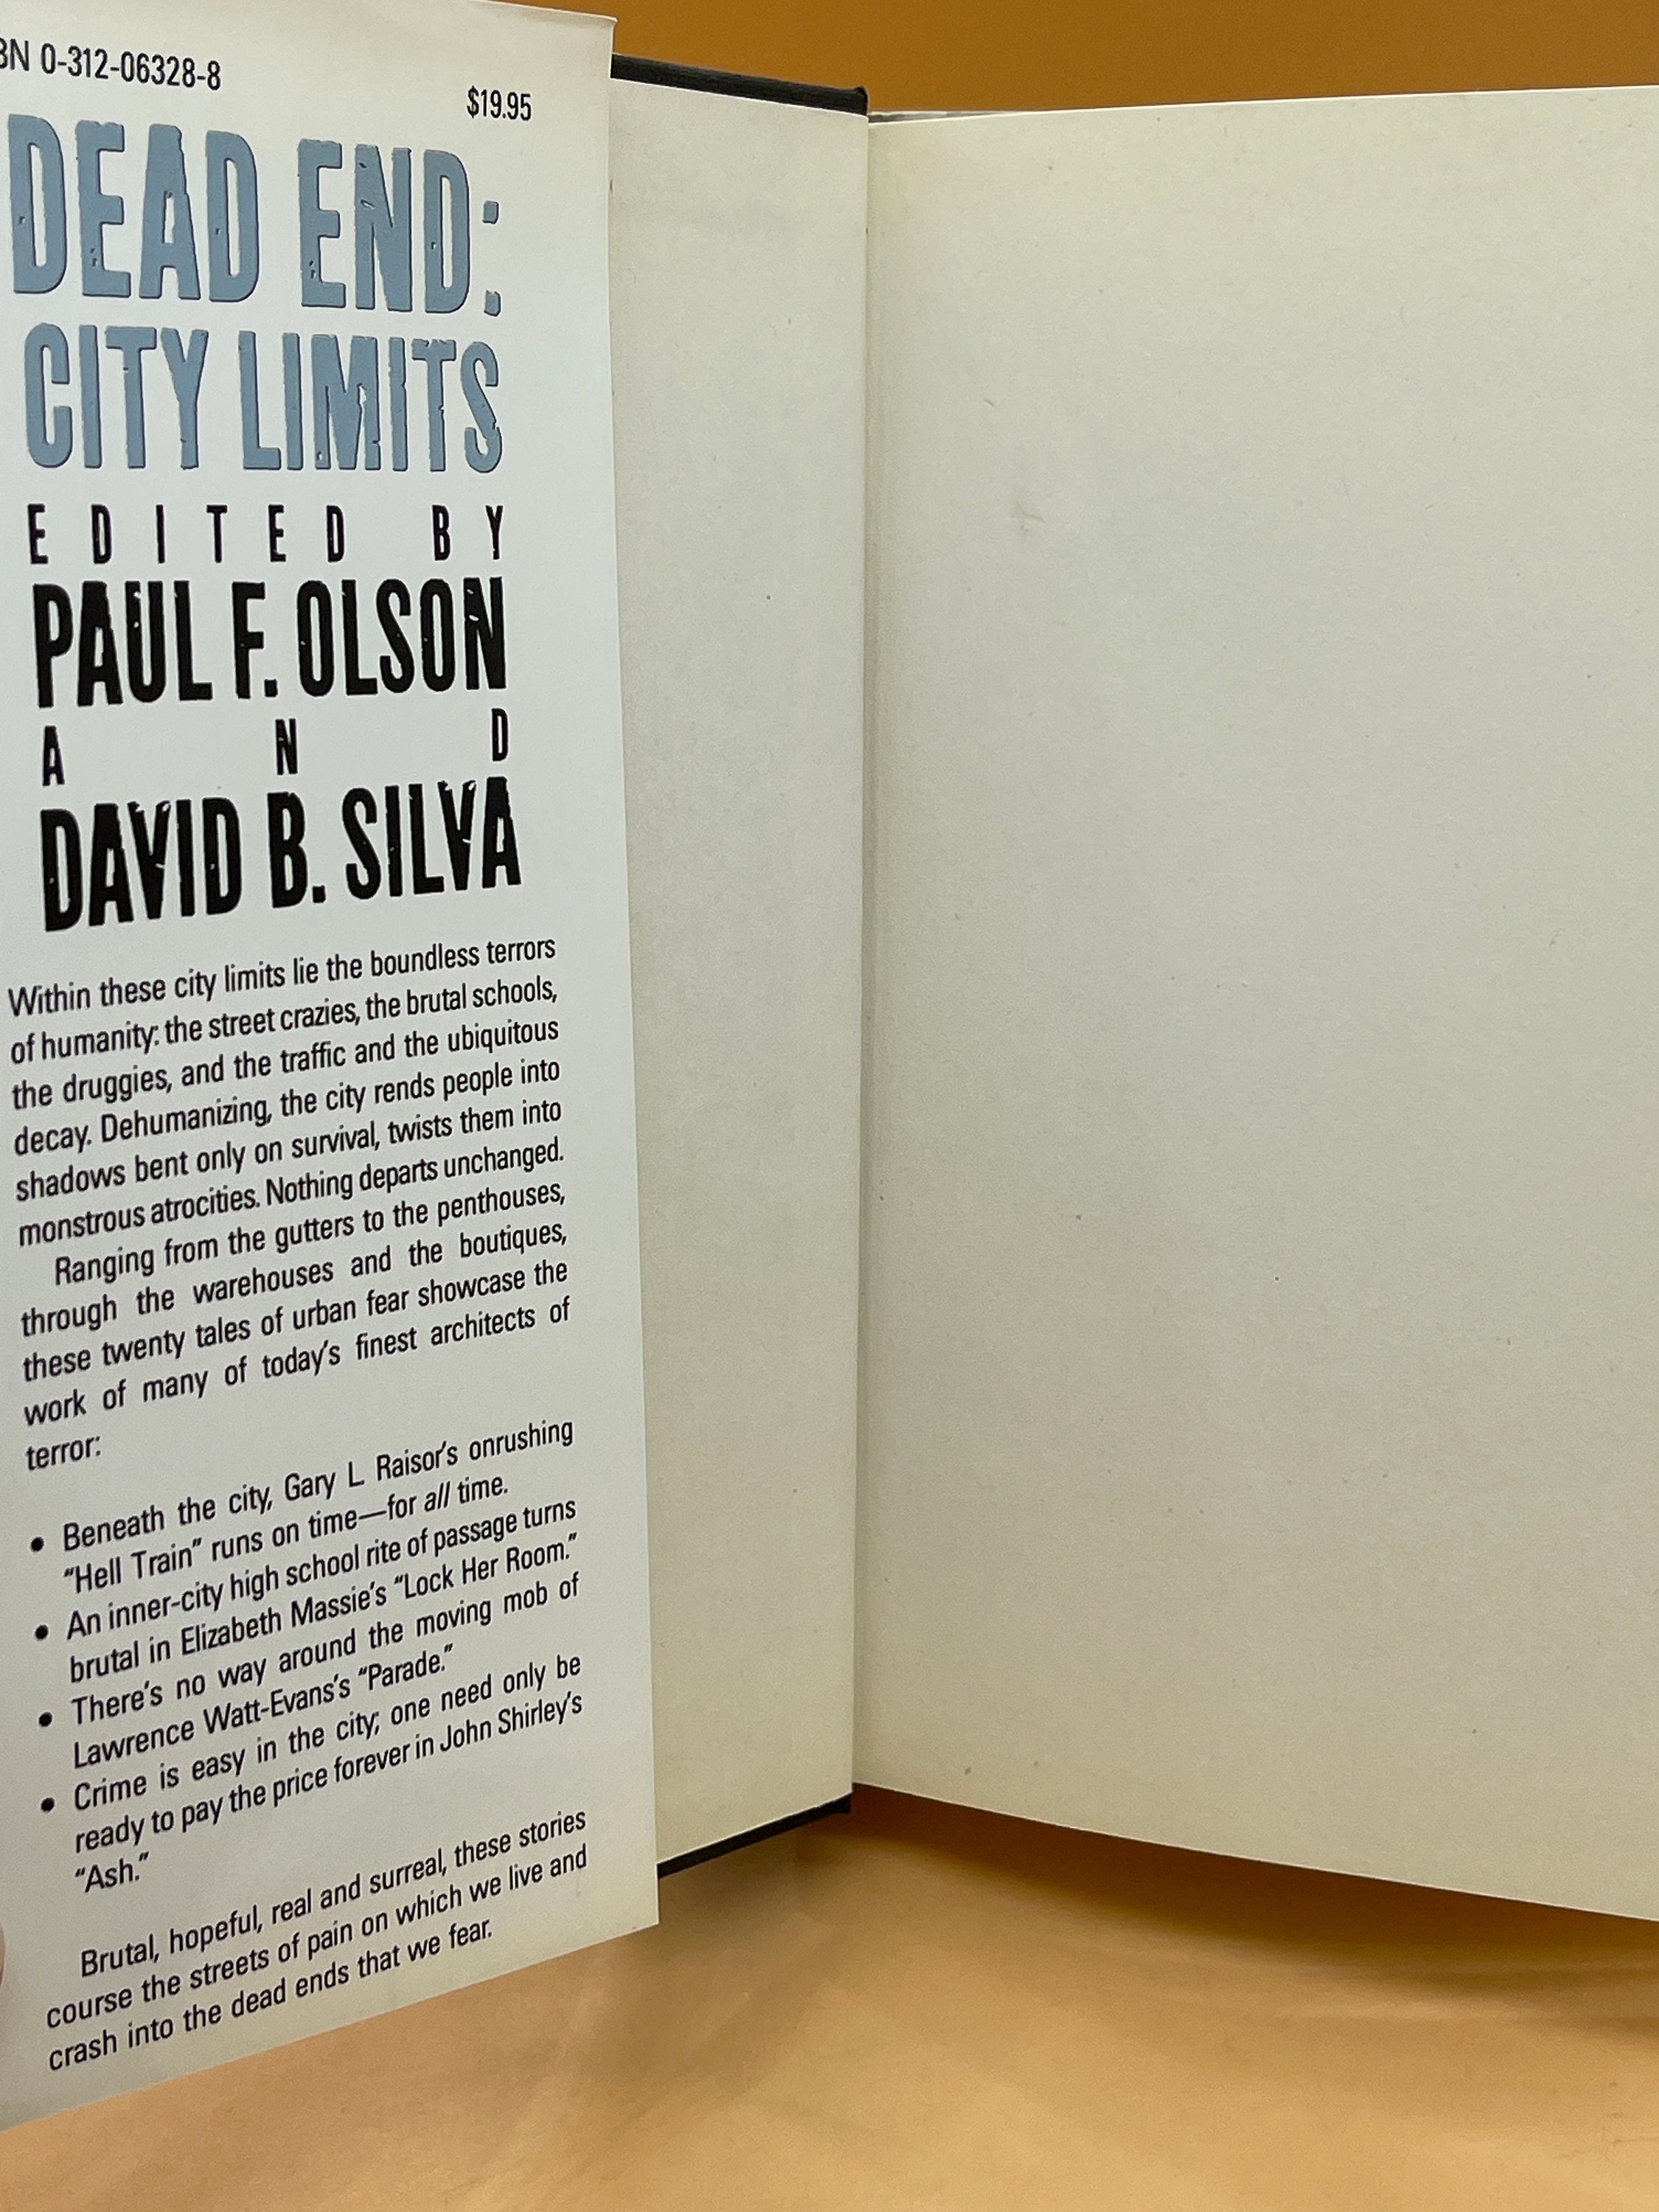 BN 0-312-06328-8
$19.95
DEAD END:
CITY LIMITS
EDITED BY
PAUL F. OLSON
AND
DAVID B. SILVA
Within these city limits lie the boundless terrors
of humanity: the street crazies, the brutal schools,
the druggies, and the traffic and the ubiquitous
decay. Dehumanizing, the city rends people into
shadows bent only on survival, twists them into
monstrous atrocities. Nothing departs unchanged.
Ranging from the gutters to the penthouses,
through the warehouses and the boutiques,
these twenty tales of urban fear showcase the
work of many of today's finest architects of
terror:
• Beneath the city, Gary L. Raisor's onrushing
"Hell Train" runs on time—for all time.
• An inner-city high school rite of passage turns
brutal in Elizabeth Massie's "Lock Her Room."
• There's no way around the moving mob of
Lawrence Watt-Evans's "Parade."
• Crime is easy in the city; one need only be
ready to pay the price forever in John Shirley's
"Ash."
Brutal, hopeful, real and surreal, these stories
course the streets of pain on which we live and
crash into the dead ends that we fear.